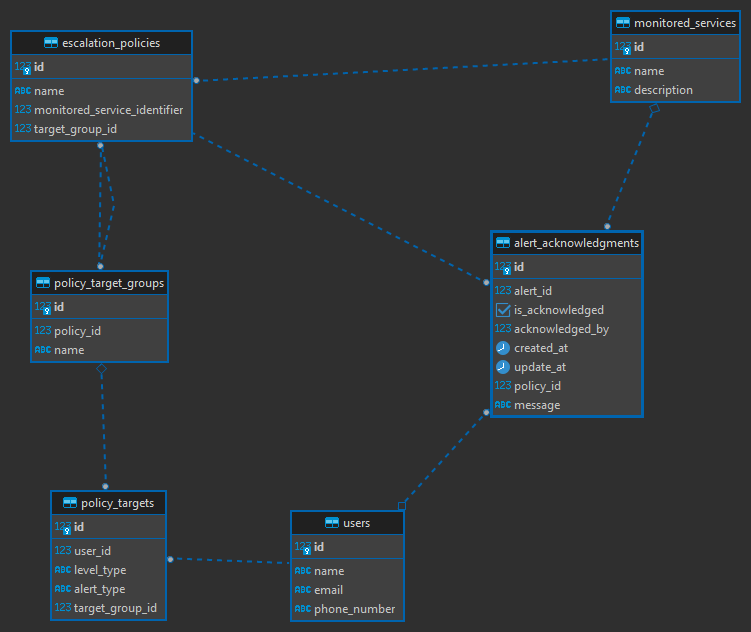 escalation_policies
123 id
ABC name
123 monitored_service_identifier
123 target_group_id
monitored_services
123 id
ABC name
ABC description
alert_acknowledgments
123 id
123 alert_id
is_acknowledged
123 acknowledged_by
created_at
update_at
123 policy_id
ABC message
policy_target_groups
123 id
123 policy_id
ABC name
policy_targets
123 id
123 user_id
ABC level_type
ABC alert_type
123 target_group_id
users
123 id
ABC name
ABC email
ABC phone_number